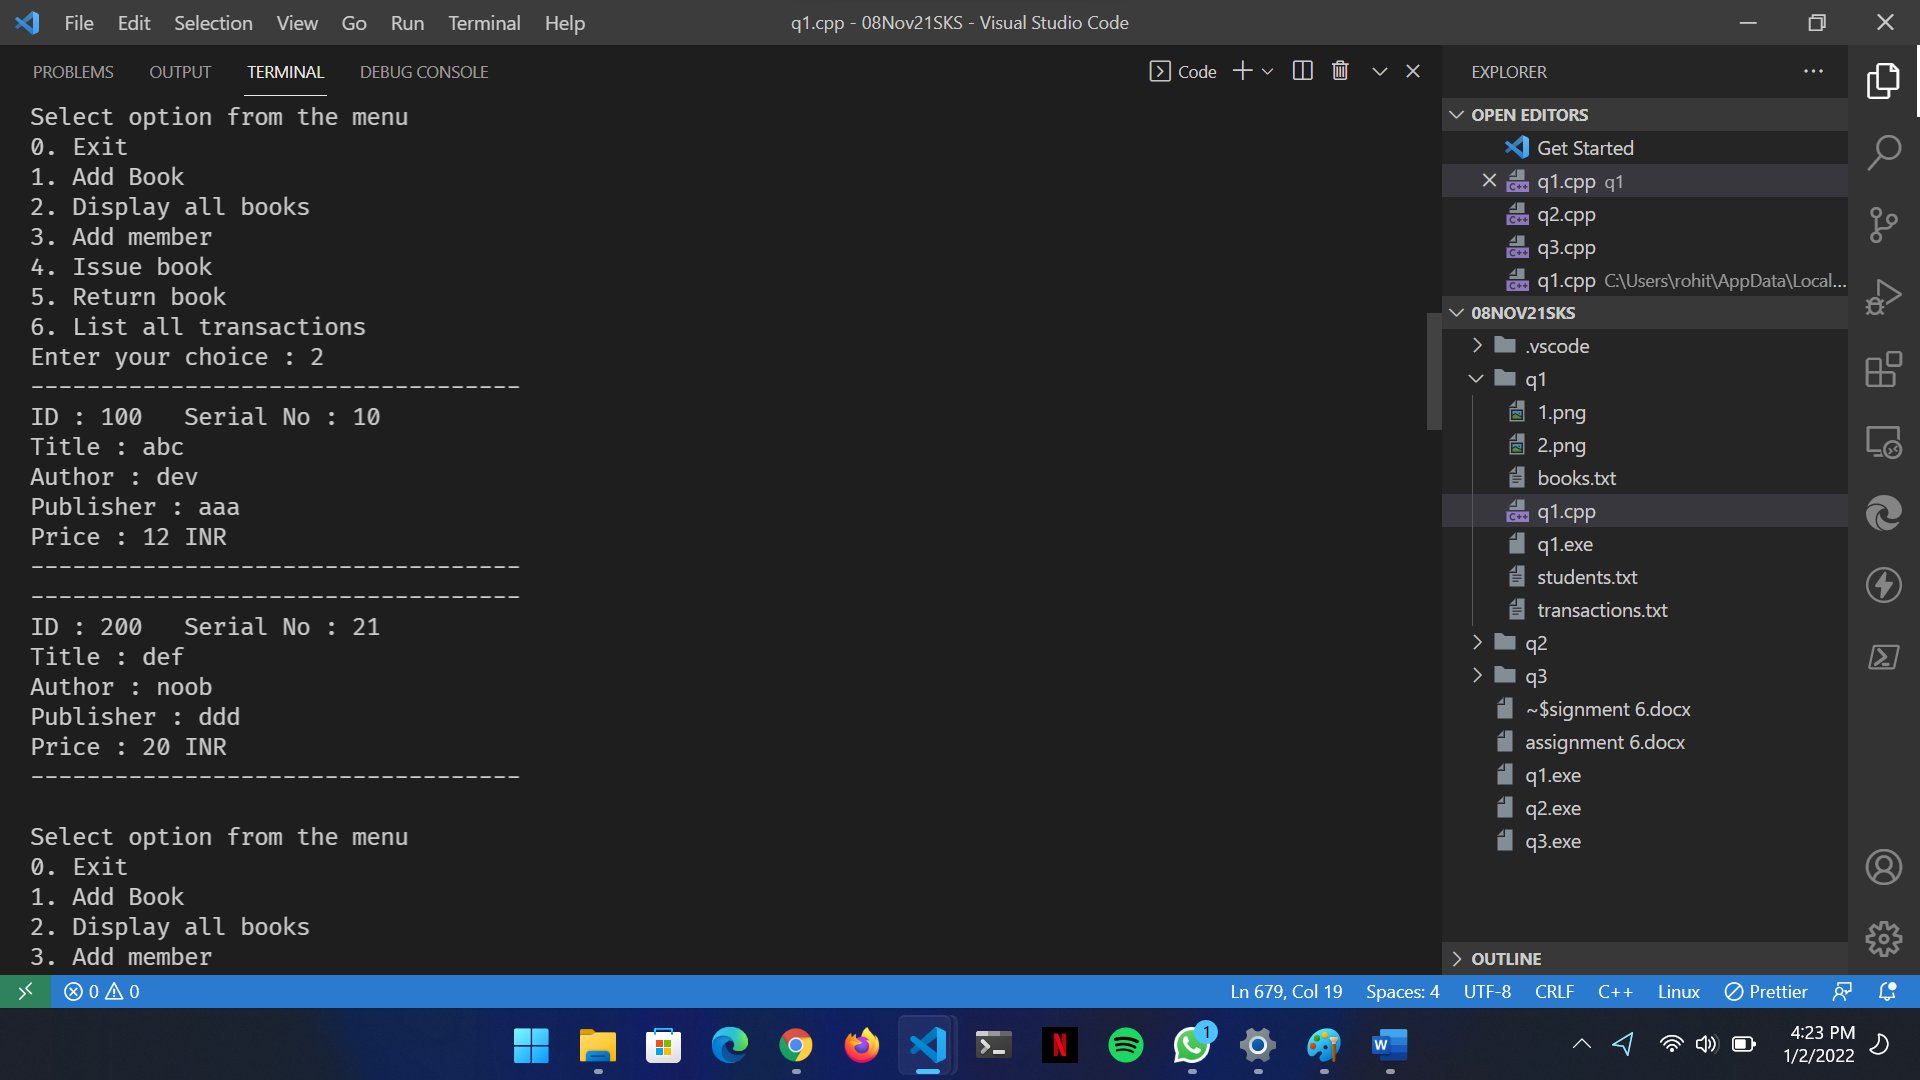 File Edit Selection View Go Run Terminal Help
q1.cpp - 08Nov21SKS - Visual Studio Code
PROBLEMS OUTPUT TERMINAL DEBUG CONSOLE
Code
Select option from the menu
0. Exit
1. Add Book
2. Display all books
3. Add member
4. Issue book
5. Return book
6. List all transactions
Enter your choice : 2
-----------------------------------
ID : 100   Serial No : 10
Title : abc
Author : dev
Publisher : aaa
Price : 12 INR
-----------------------------------
-----------------------------------
ID : 200   Serial No : 21
Title : def
Author : noob
Publisher : ddd
Price : 20 INR
-----------------------------------
Select option from the menu
0. Exit
1. Add Book
2. Display all books
3. Add member
EXPLORER
OPEN EDITORS
Get Started
q1.cpp q1
q2.cpp
q3.cpp
q1.cpp C:\Users\rohit\AppData\Local...
08NOV21SKS
.vscode
q1
1.png
2.png
books.txt
q1.cpp
q1.exe
students.txt
transactions.txt
q2
q3
~$signment 6.docx
assignment 6.docx
q1.exe
q2.exe
q3.exe
OUTLINE
0 0
Ln 679, Col 19 Spaces: 4 UTF-8 CRLF C++ Linux Prettier
N
1
W
4:23 PM
1/2/2022